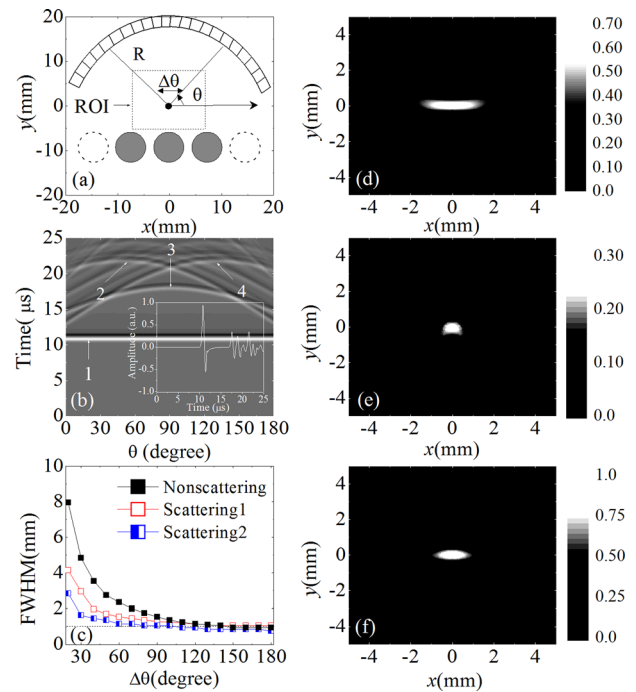 20
10
0
-10
20
y(mm)
R
Δθ
θ
ROI
(a)
-20
-10
0
10
20
x(mm)
25
20
15
10
5
0
Time( μs)
3
2
4
1
1.0
0.5
0.0
-0.5
-1.0
Amplitude (a.u.)
0 5 10 15 20 25
Time (μs)
(b)
0 30 60 90 120 150 180
θ (degree)
10
8
6
4
2
0
FWHM(mm)
Nonscattering
Scattering1
Scattering2
(c)
30 60 90 120 150 180
Δθ(degree)
4
2
0
-2
-4
y(mm)
(d)
-4 -2 0 2 4
x(mm)
0.70
0.60
0.50
0.40
0.30
0.20
0.10
0.0
4
2
0
-2
-4
y(mm)
(e)
-4 -2 0 2 4
x(mm)
0.30
0.20
0.10
0.0
4
2
0
-2
-4
y(mm)
(f)
-4 -2 0 2 4
x(mm)
1.0
0.75
0.50
0.25
0.0